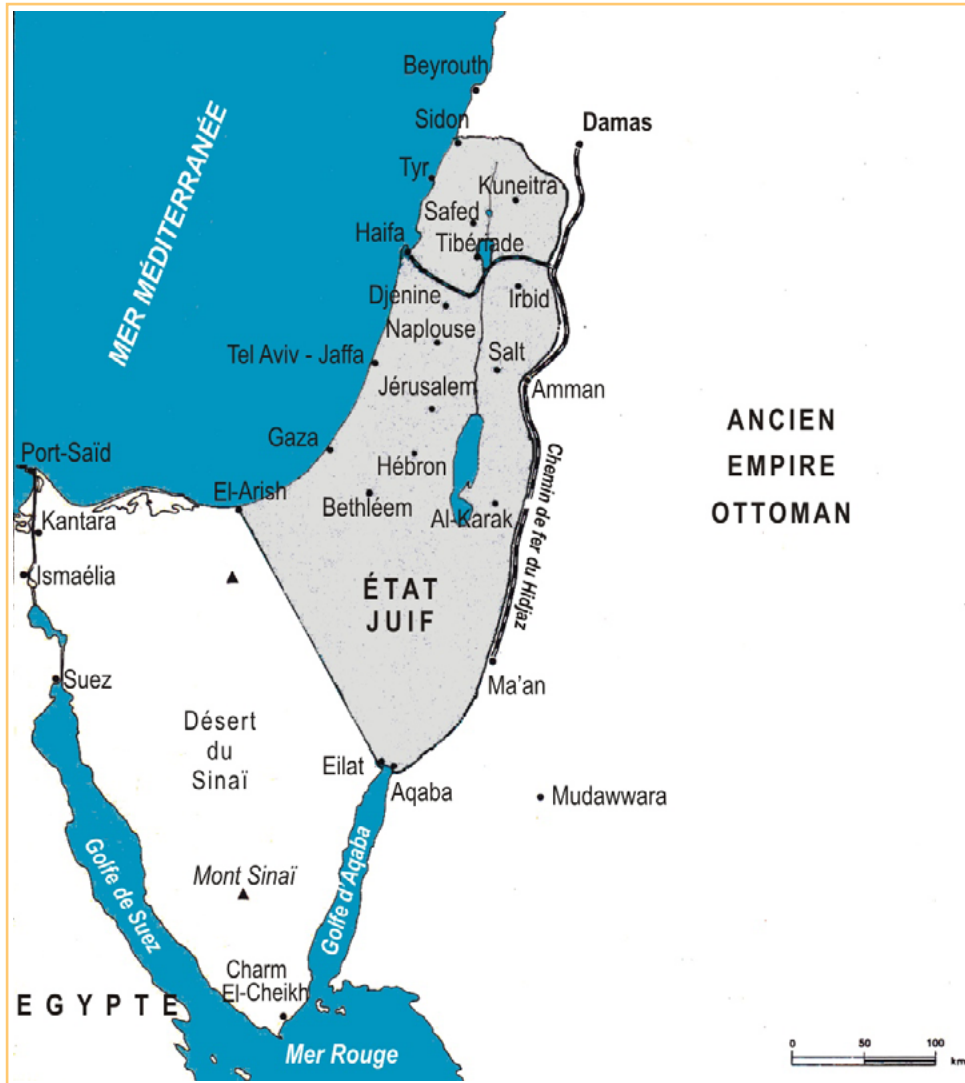 Beyrouth
Sidon
Damas
MER MÉDITERRANÉE
Tyr
Kuneitra
Safed
Haifa
Tibérrade
Djenine
Irbid
Naplouse
Tel Aviv - Jaffa
Salt
Jérusalem
Amman
ANCIEN
EMPIRE
OTTOMAN
Gaza
Port-Saïd
Hébron
Chemin de fer du Hidjaz
El-Arish
Bethléem
Al-Karak
Kantara
Ismaélia
ÉTAT
JUIF
Suez
Ma'an
Désert
du
Sinaï
Eilat
Aqaba
Mudawwara
Golfe de Suez
Mont Sinaï
Golfe d'Aqaba
Charm
El-Cheikh
EGYPTE
Mer Rouge
0 50 100
km